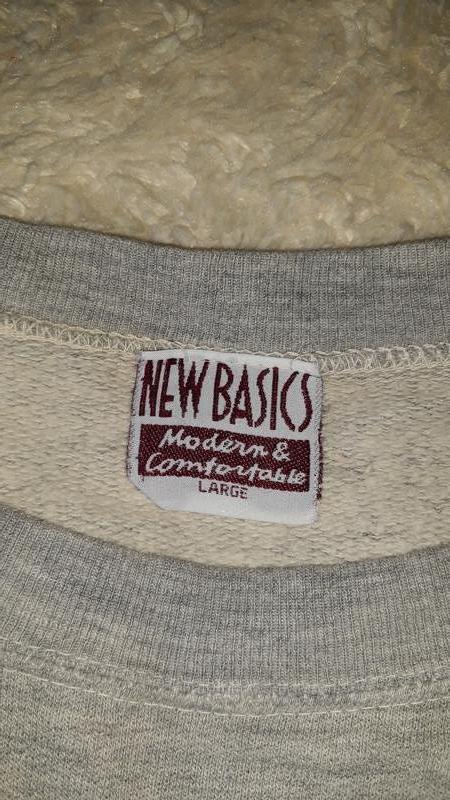 NEW BASICS
Modern &
Comfortable
LARGE